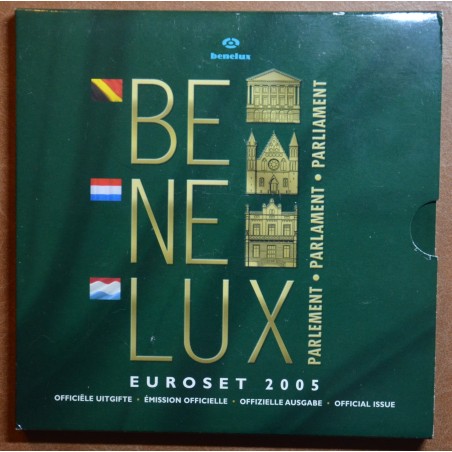 benelux
BE
NE
LUX
PARLEMENT • PARLAMENT • PARLIAMENT
EUROSET 2005
OFFICIËLE UITGIFTE • ÉMISSION OFFICIELLE • OFFIZIELLE AUSGABE • OFFICIAL ISSUE